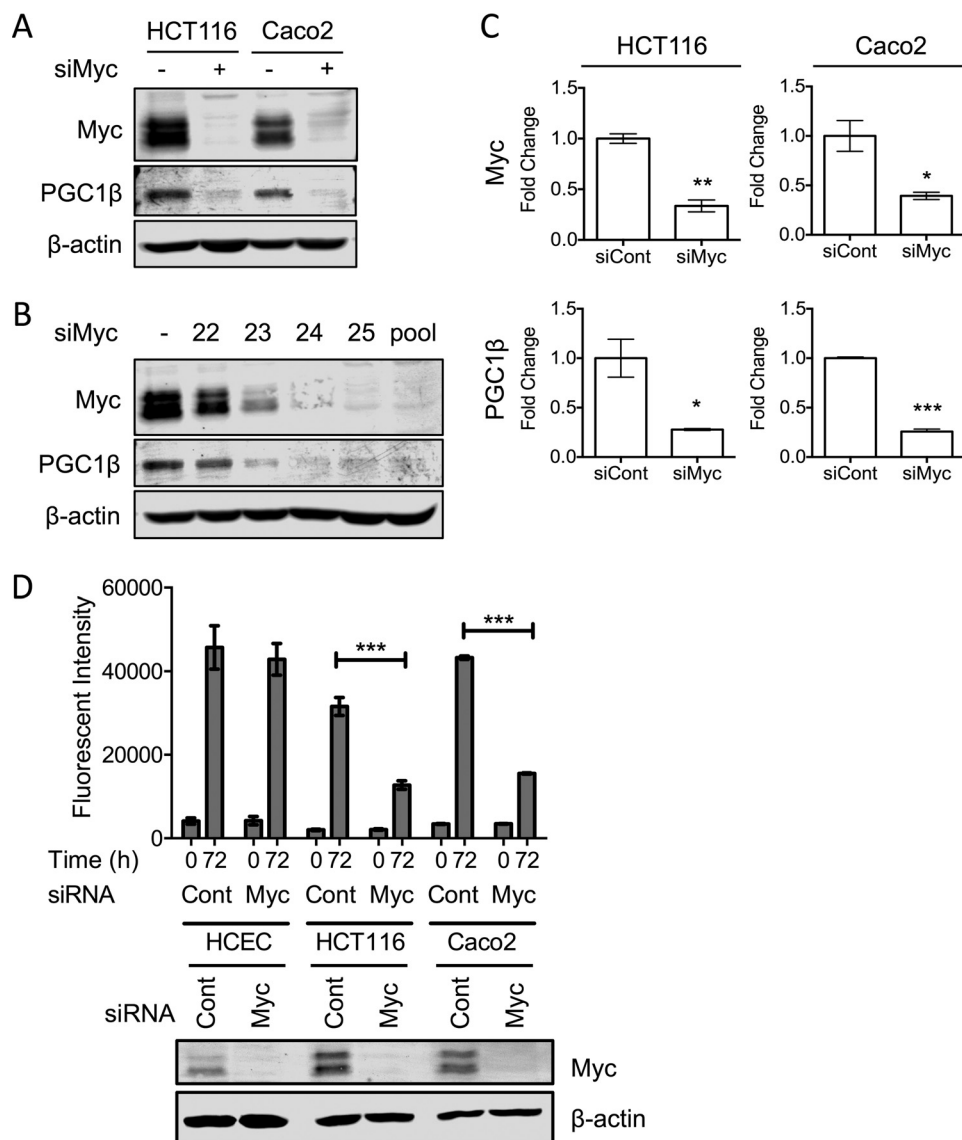 A
HCT116 Caco2
siMyc - + - +
Myc
PGC1β
β-actin
B
siMyc - 22 23 24 25 pool
Myc
PGC1β
β-actin
C
HCT116 Caco2
Myc
Fold Change
1.5
1.0
0.5
0.0
**
siCont siMyc
Fold Change
1.5
1.0
0.5
0.0
*
siCont siMyc
PGC1β
Fold Change
1.5
1.0
0.5
0.0
*
siCont siMyc
Fold Change
1.5
1.0
0.5
0.0
***
siCont siMyc
D
Fluorescent Intensity
60000
40000
20000
0
*** ***
Time (h) 0 72 0 72 0 72 0 72 0 72 0 72
siRNA Cont Myc Cont Myc Cont Myc
HCEC HCT116 Caco2
siRNA Cont Myc Cont Myc Cont Myc
Myc
β-actin